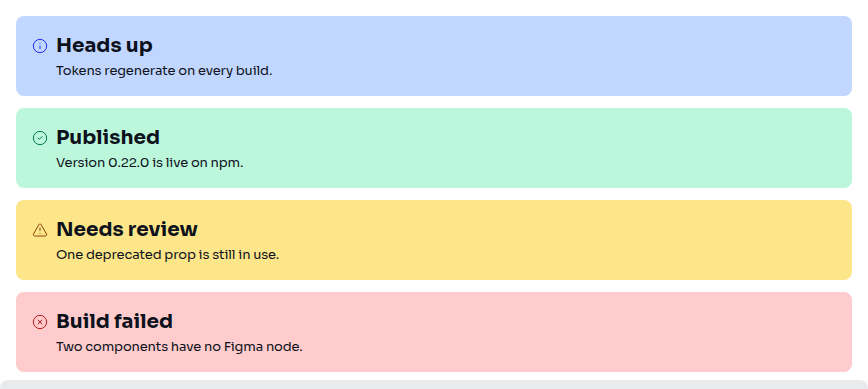 Heads up
Tokens regenerate on every build.
Published
Version 0.22.0 is live on npm.
Needs review
One deprecated prop is still in use.
Build failed
Two components have no Figma node.